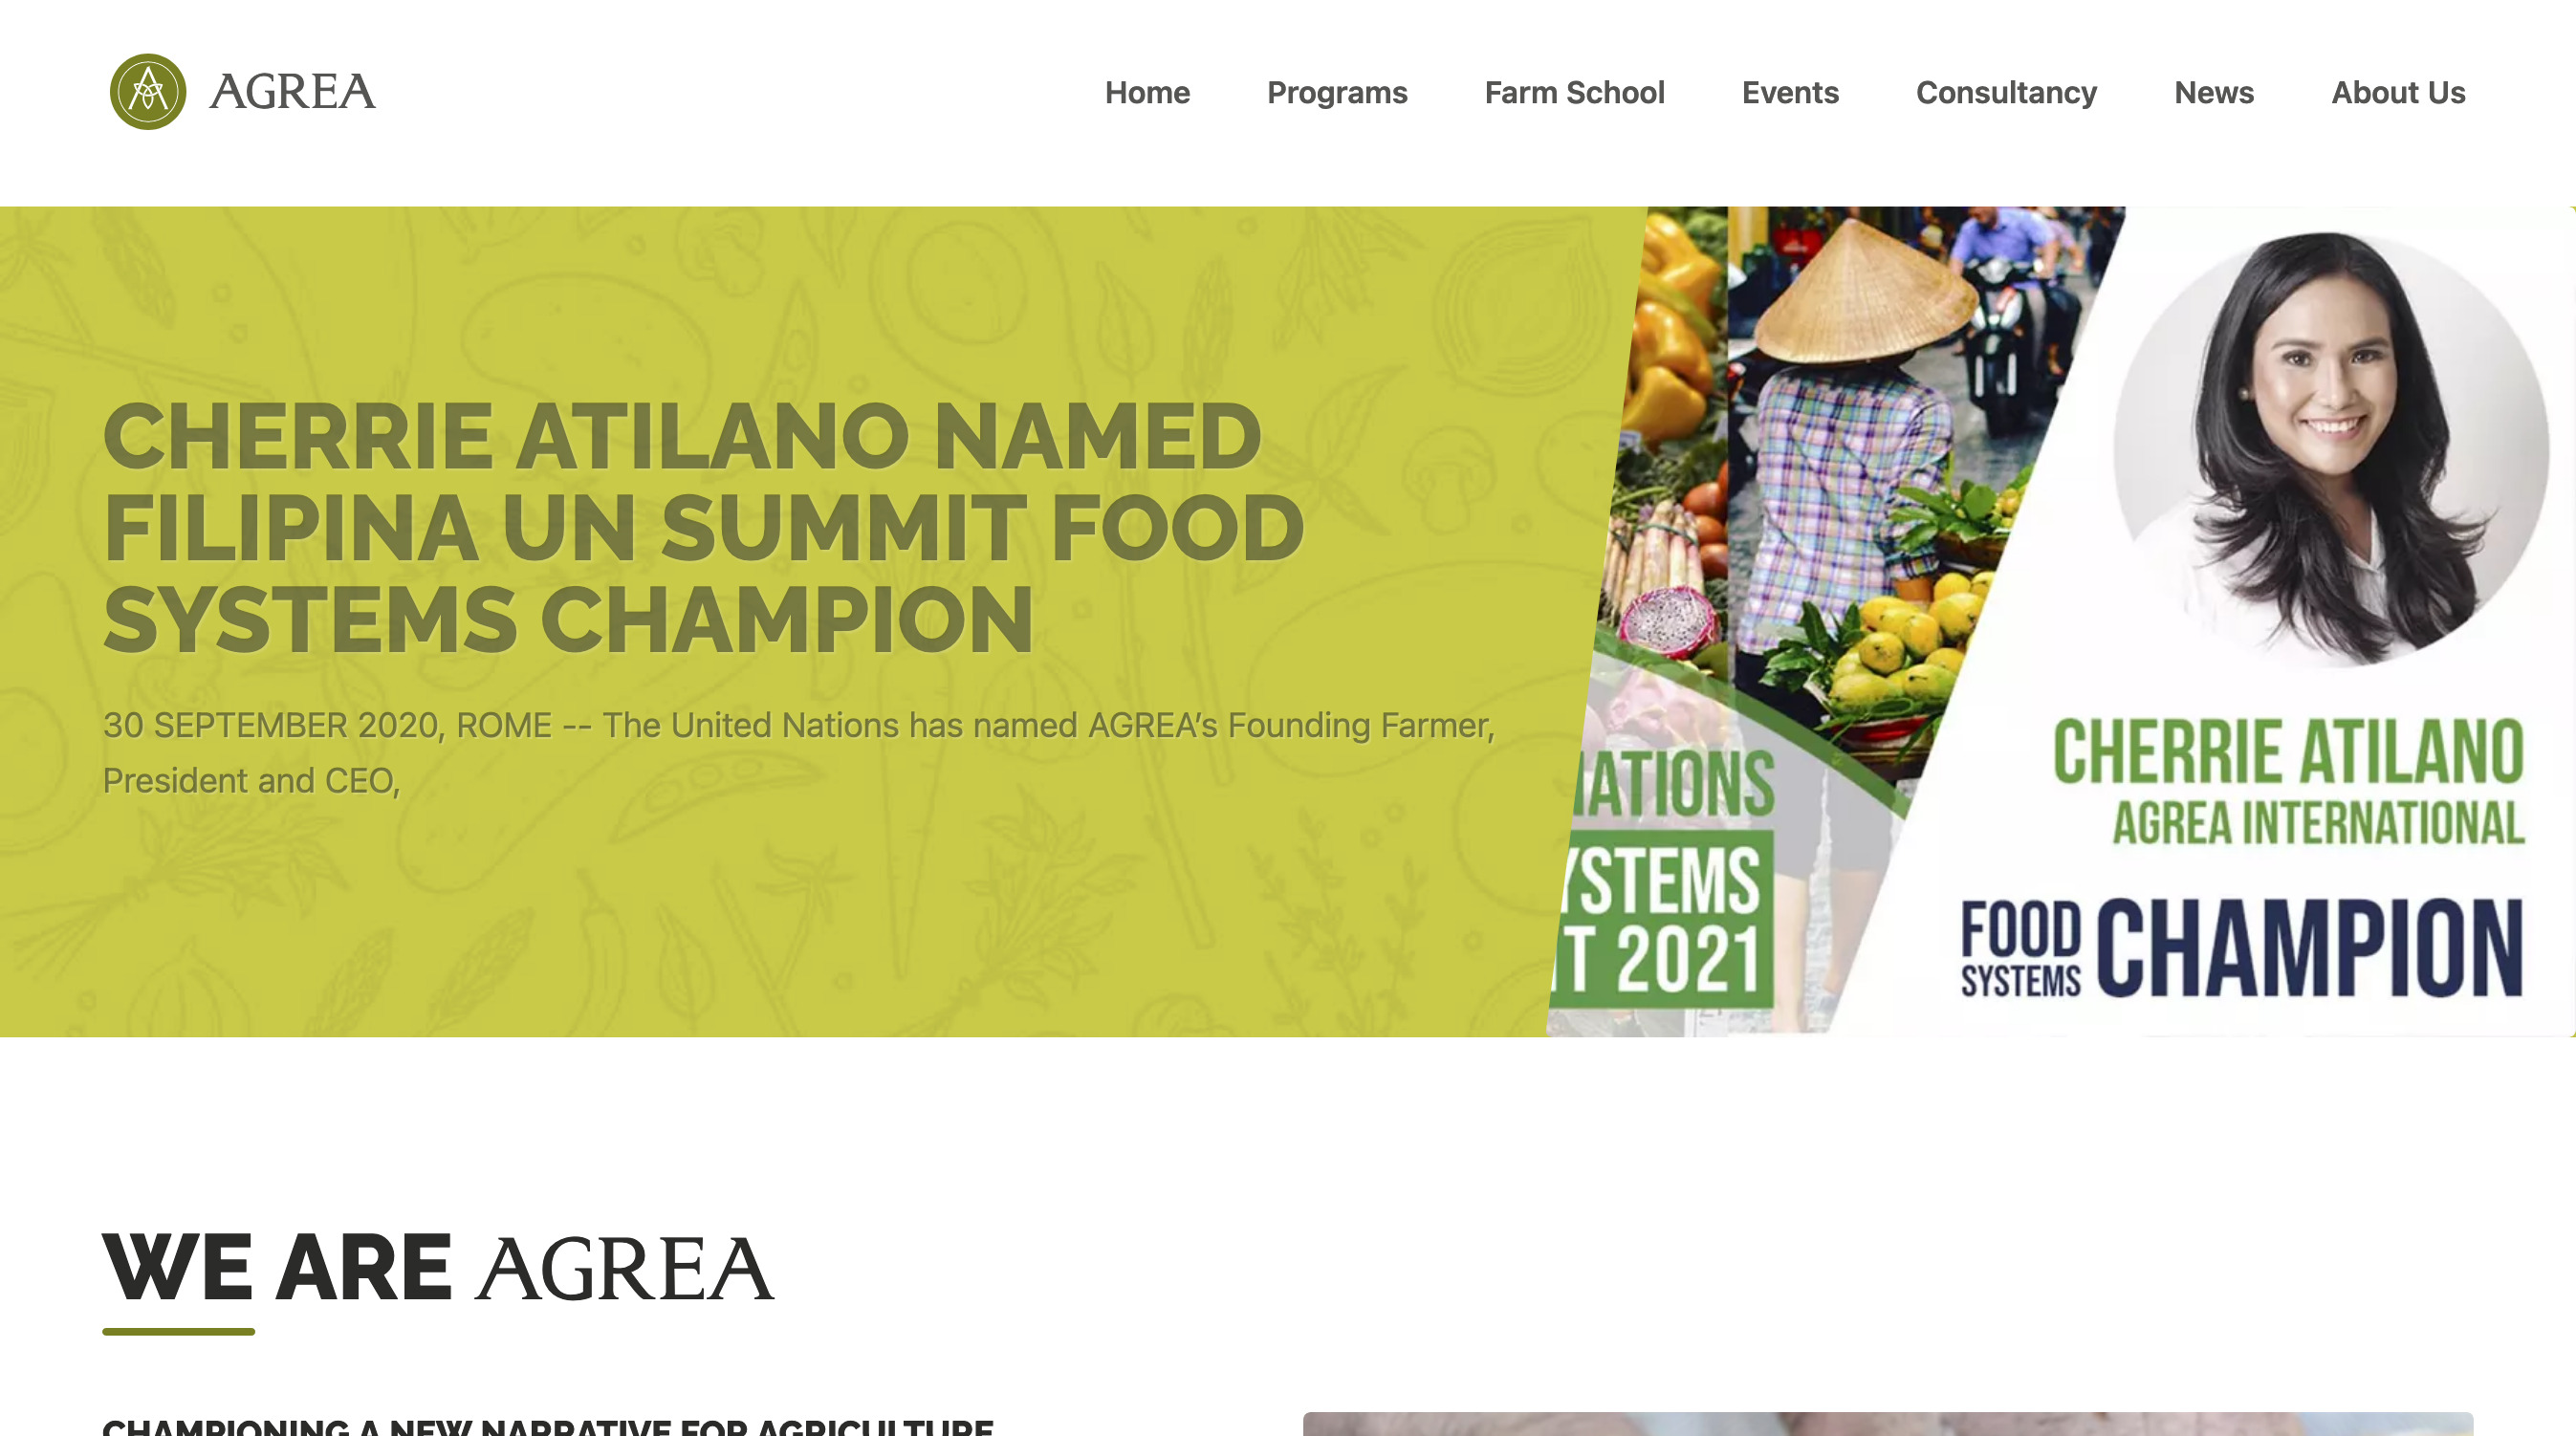 AGREA
Home Programs Farm School Events Consultancy News About Us
CHERRIE ATILANO NAMED
FILIPINA UN SUMMIT FOOD
SYSTEMS CHAMPION
30 SEPTEMBER 2020, ROME -- The United Nations has named AGREA’s Founding Farmer,
President and CEO,
ATIONS
YSTEMS
T 2021
CHERRIE ATILANO
AGREA INTERNATIONAL
FOOD
SYSTEMS
CHAMPION
WE ARE AGREA
CHAMPIONING A NEW NARRATIVE FOR AGRICULTURE